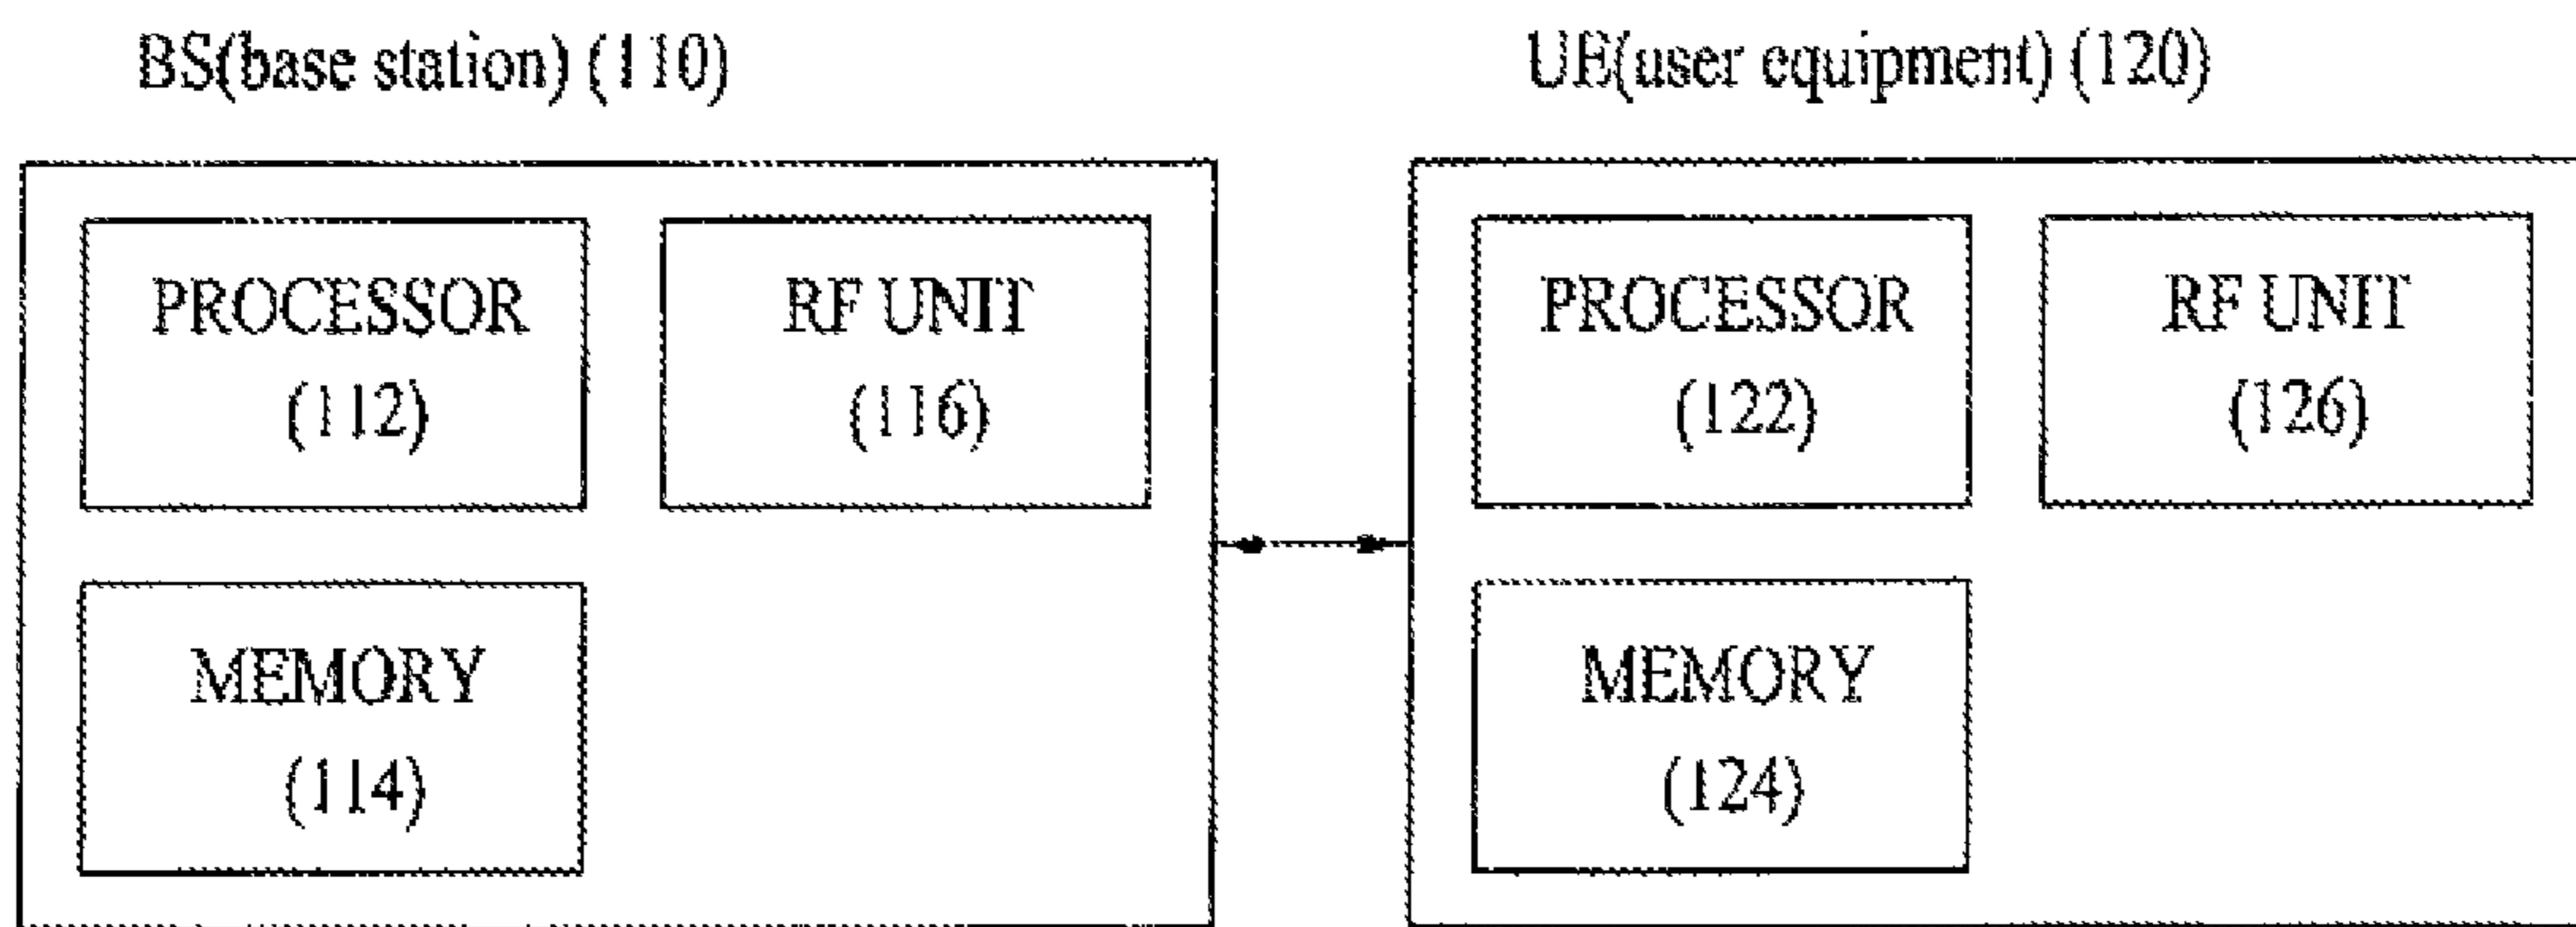 BS(base station) (110)
UE(user equipment) (120)
PROCESSOR
(112)
RF UNIT
(116)
MEMORY
(114)
PROCESSOR
(122)
RF UNIT
(126)
MEMORY
(124)